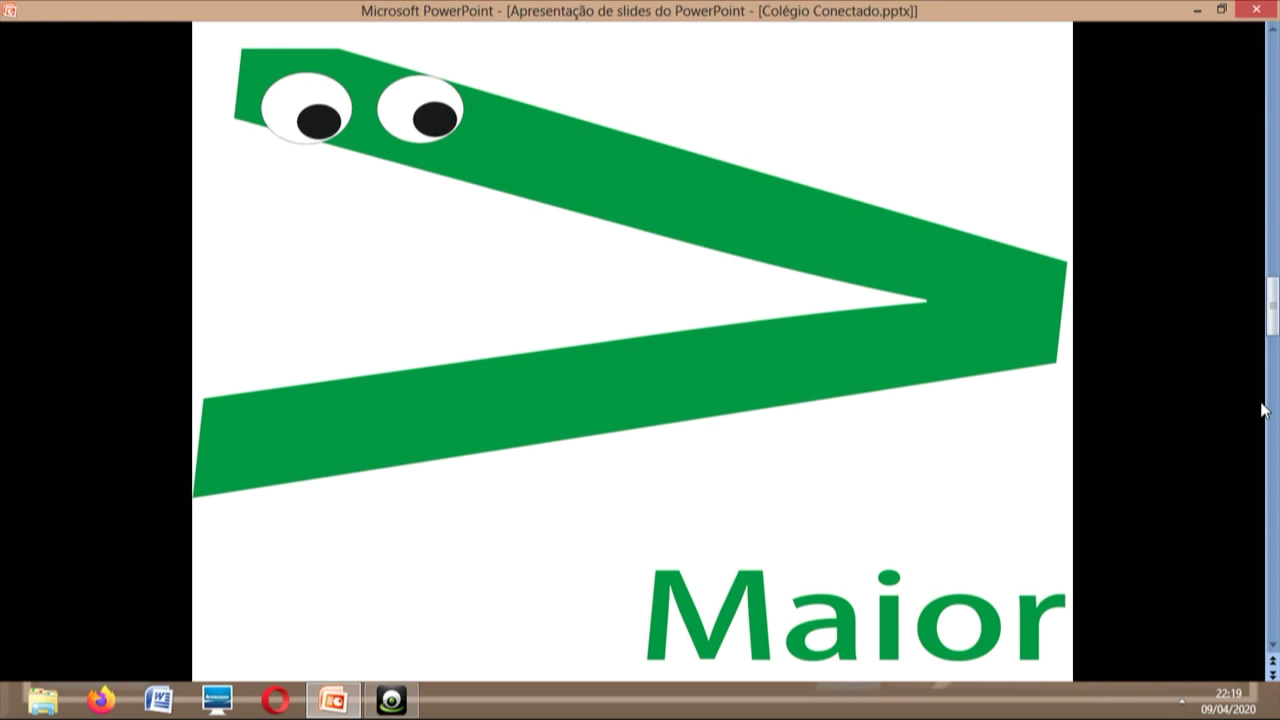 Microsoft PowerPoint - [Apresentação de slides do PowerPoint - [Colégio Conectado.pptx]]
Maior
22:19
09/04/2020